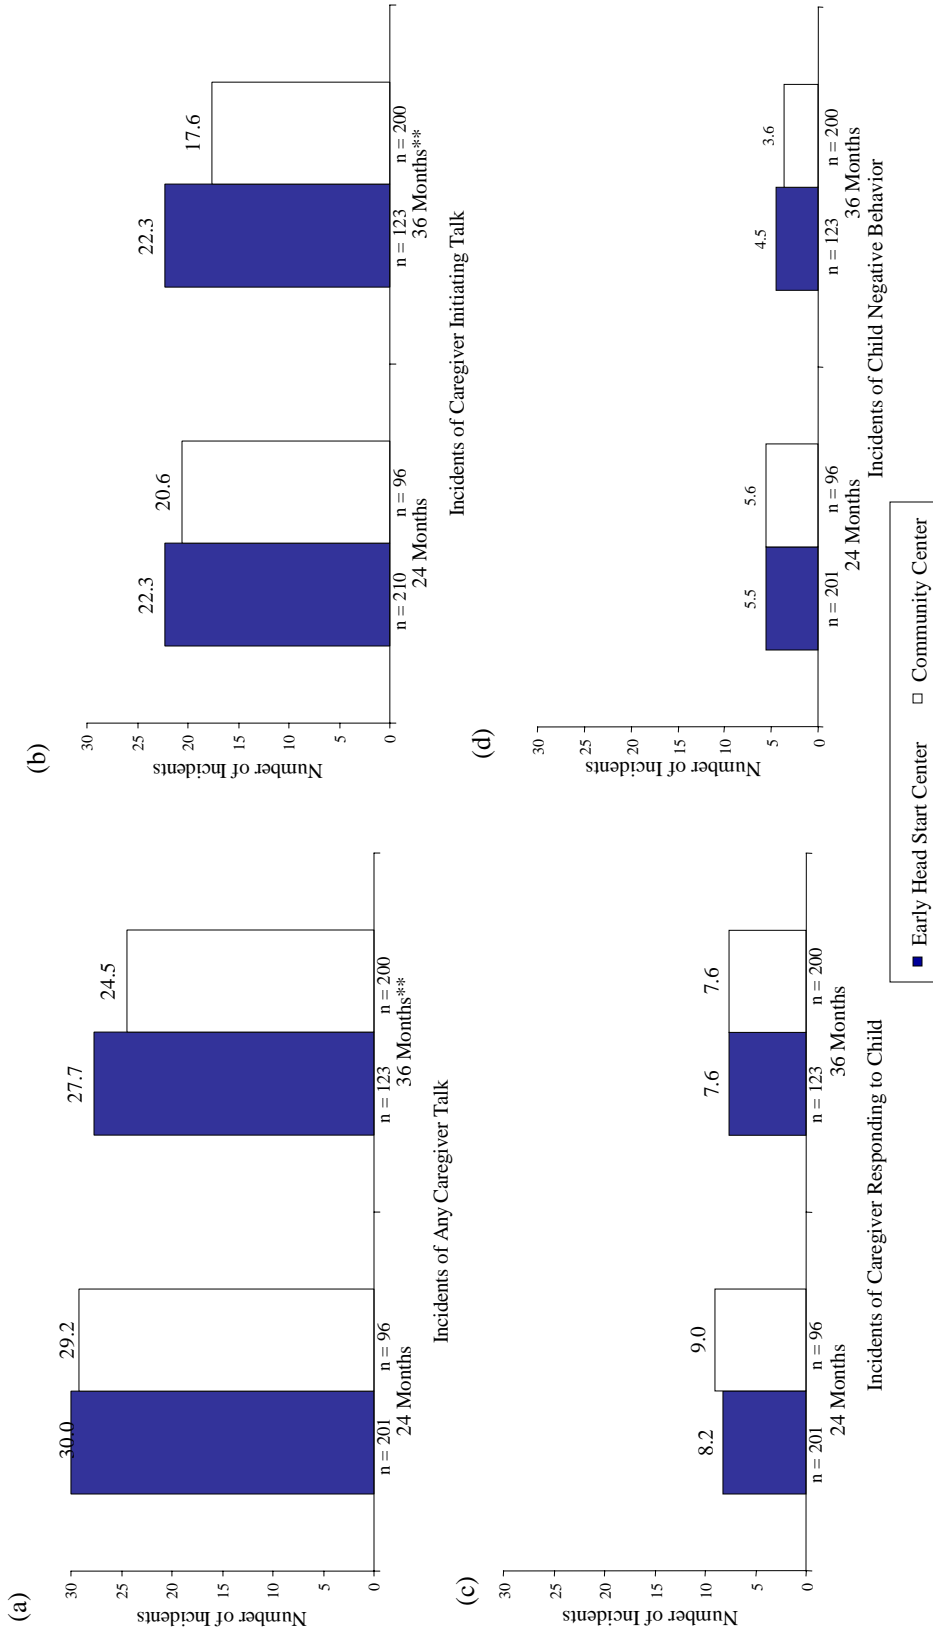 (a)
Number of Incidents
30
25
20
15
10
5
0
30.0
29.2
27.7
24.5
n = 201
n = 96
n = 123
n = 200
24 Months
36 Months**
Incidents of Any Caregiver Talk
(b)
Number of Incidents
30
25
20
15
10
5
0
22.3
20.6
22.3
17.6
n = 210
n = 96
n = 123
n = 200
24 Months
36 Months**
Incidents of Caregiver Initiating Talk
(c)
Number of Incidents
30
25
20
15
10
5
0
8.2
9.0
7.6
7.6
n = 201
n = 96
n = 123
n = 200
24 Months
36 Months
Incidents of Caregiver Responding to Child
(d)
Number of Incidents
30
25
20
15
10
5
0
5.5
5.6
4.5
3.6
n = 201
n = 96
n = 123
n = 200
24 Months
36 Months
Incidents of Child Negative Behavior
Early Head Start Center
Community Center